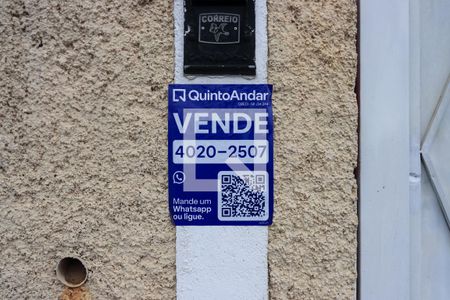 CORREIO
QuintoAndar
VENDE
4020-2507
Mande um
Whatsapp
ou ligue.